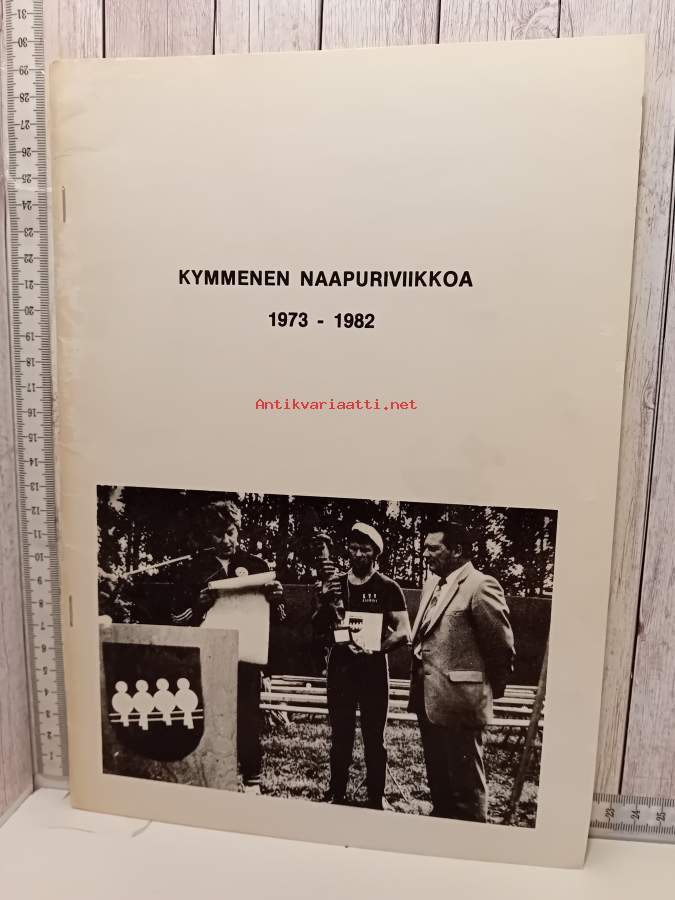 KYMMENEN NAAPURIVIIKKOA
1973 - 1982
Antikvariaatti.net